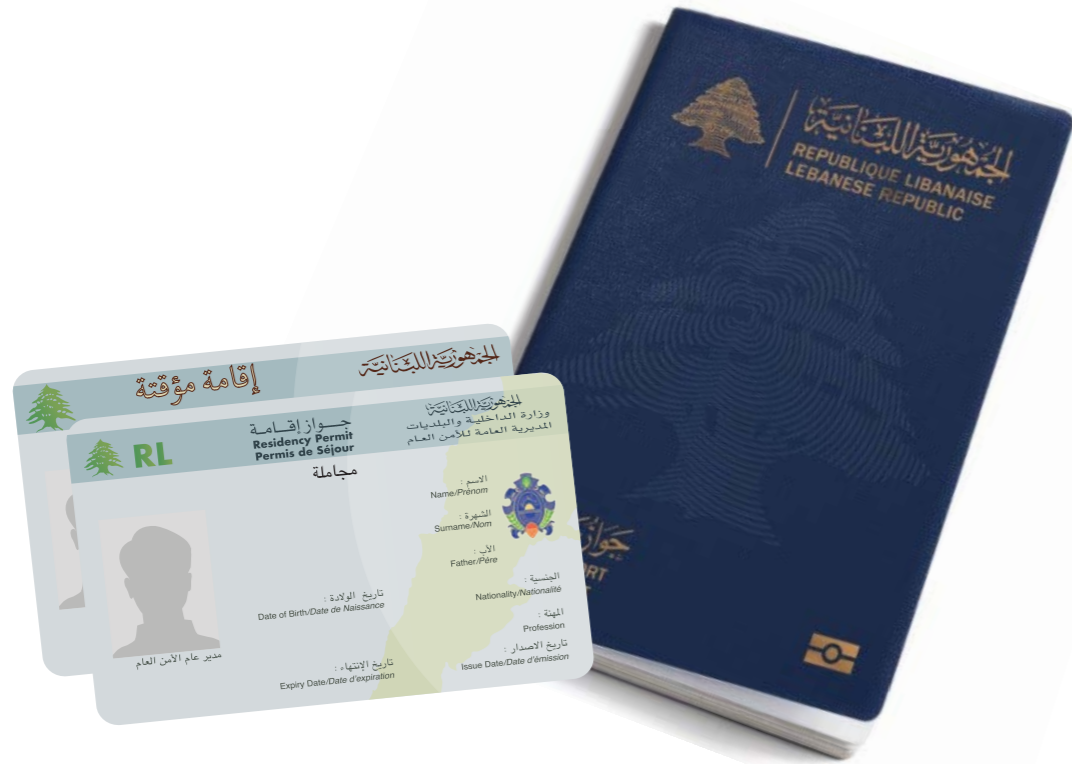 الجمهورية اللبنانية
REPUBLIQUE LIBANAISE
LEBANESE REPUBLIC
جواز
إقامة مؤقتة
الجمهورية اللبنانية
RL
جـــواز إقـــامـة
Residency Permit
Permis de Séjour
مجاملة
الجمهورية اللبنانية
وزارة الداخلية والبلديات
المديرية العامة للأمن العام
الاسم :
Name/Prénom
الشهرة :
Surname/Nom
الأب :
Father/Pére
الجنسية :
Nationality/Nationalité
المهنة :
Profession
تاريخ الاصدار :
Issue Date/Date d'émission
تاريخ الولادة :
Date of Birth/Date de Naissance
تاريخ الإنتهاء :
Expiry Date/Date d'expiration
مدير عام الأمن العام